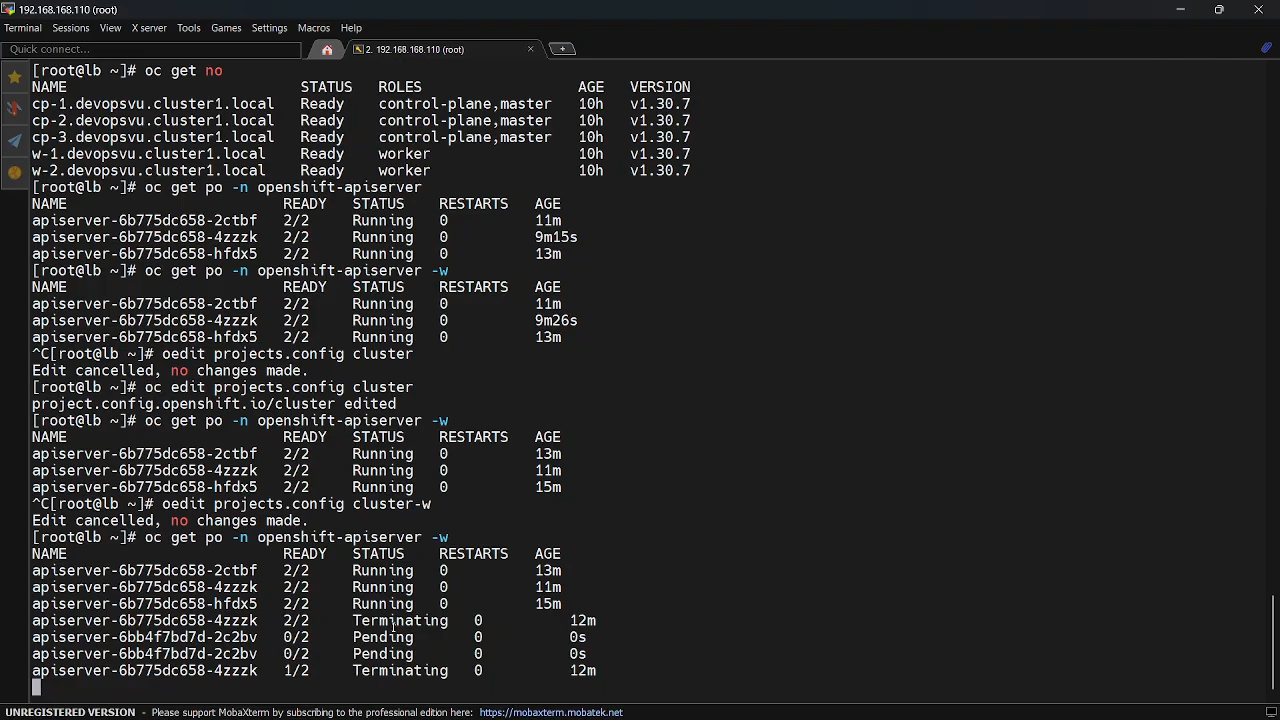 192.168.168.110 (root)
Terminal Sessions View X server Tools Games Settings Macros Help
Quick connect...
2. 192.168.168.110 (root)
[root@lb ~]# oc get no
NAME STATUS ROLES AGE VERSION
cp-1.devopsvu.cluster1.local Ready control-plane,master 10h v1.30.7
cp-2.devopsvu.cluster1.local Ready control-plane,master 10h v1.30.7
cp-3.devopsvu.cluster1.local Ready control-plane,master 10h v1.30.7
w-1.devopsvu.cluster1.local Ready worker 10h v1.30.7
w-2.devopsvu.cluster1.local Ready worker 10h v1.30.7
[root@lb ~]# oc get po -n openshift-apiserver
NAME READY STATUS RESTARTS AGE
apiserver-6b775dc658-2ctbf 2/2 Running 0 11m
apiserver-6b775dc658-4zzzk 2/2 Running 0 9m15s
apiserver-6b775dc658-hfdx5 2/2 Running 0 13m
[root@lb ~]# oc get po -n openshift-apiserver -w
NAME READY STATUS RESTARTS AGE
apiserver-6b775dc658-2ctbf 2/2 Running 0 11m
apiserver-6b775dc658-4zzzk 2/2 Running 0 9m26s
apiserver-6b775dc658-hfdx5 2/2 Running 0 13m
^C[root@lb ~]# oedit projects.config cluster
Edit cancelled, no changes made.
[root@lb ~]# oc edit projects.config cluster
project.config.openshift.io/cluster edited
[root@lb ~]# oc get po -n openshift-apiserver -w
NAME READY STATUS RESTARTS AGE
apiserver-6b775dc658-2ctbf 2/2 Running 0 13m
apiserver-6b775dc658-4zzzk 2/2 Running 0 11m
apiserver-6b775dc658-hfdx5 2/2 Running 0 15m
^C[root@lb ~]# oedit projects.config cluster-w
Edit cancelled, no changes made.
[root@lb ~]# oc get po -n openshift-apiserver -w
NAME READY STATUS RESTARTS AGE
apiserver-6b775dc658-2ctbf 2/2 Running 0 13m
apiserver-6b775dc658-4zzzk 2/2 Running 0 11m
apiserver-6b775dc658-hfdx5 2/2 Running 0 15m
apiserver-6b775dc658-4zzzk 2/2 Terminating 0 12m
apiserver-6bb4f7bd7d-2c2bv 0/2 Pending 0 0s
apiserver-6bb4f7bd7d-2c2bv 0/2 Pending 0 0s
apiserver-6b775dc658-4zzzk 1/2 Terminating 0 12m
UNREGISTERED VERSION - Please support MobaXterm by subscribing to the professional edition here: https://mobaxterm.mobatek.net